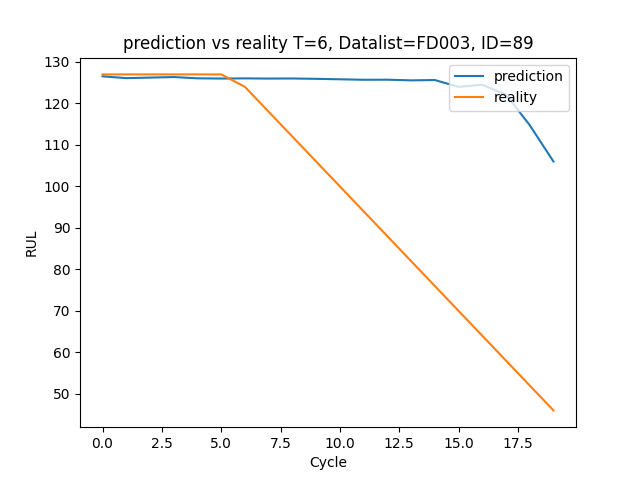 prediction vs reality T=6, Datalist=FD003, ID=89
130
120
110
100
90
80
70
60
50
RUL
prediction
reality
0.0 2.5 5.0 7.5 10.0 12.5 15.0 17.5
Cycle